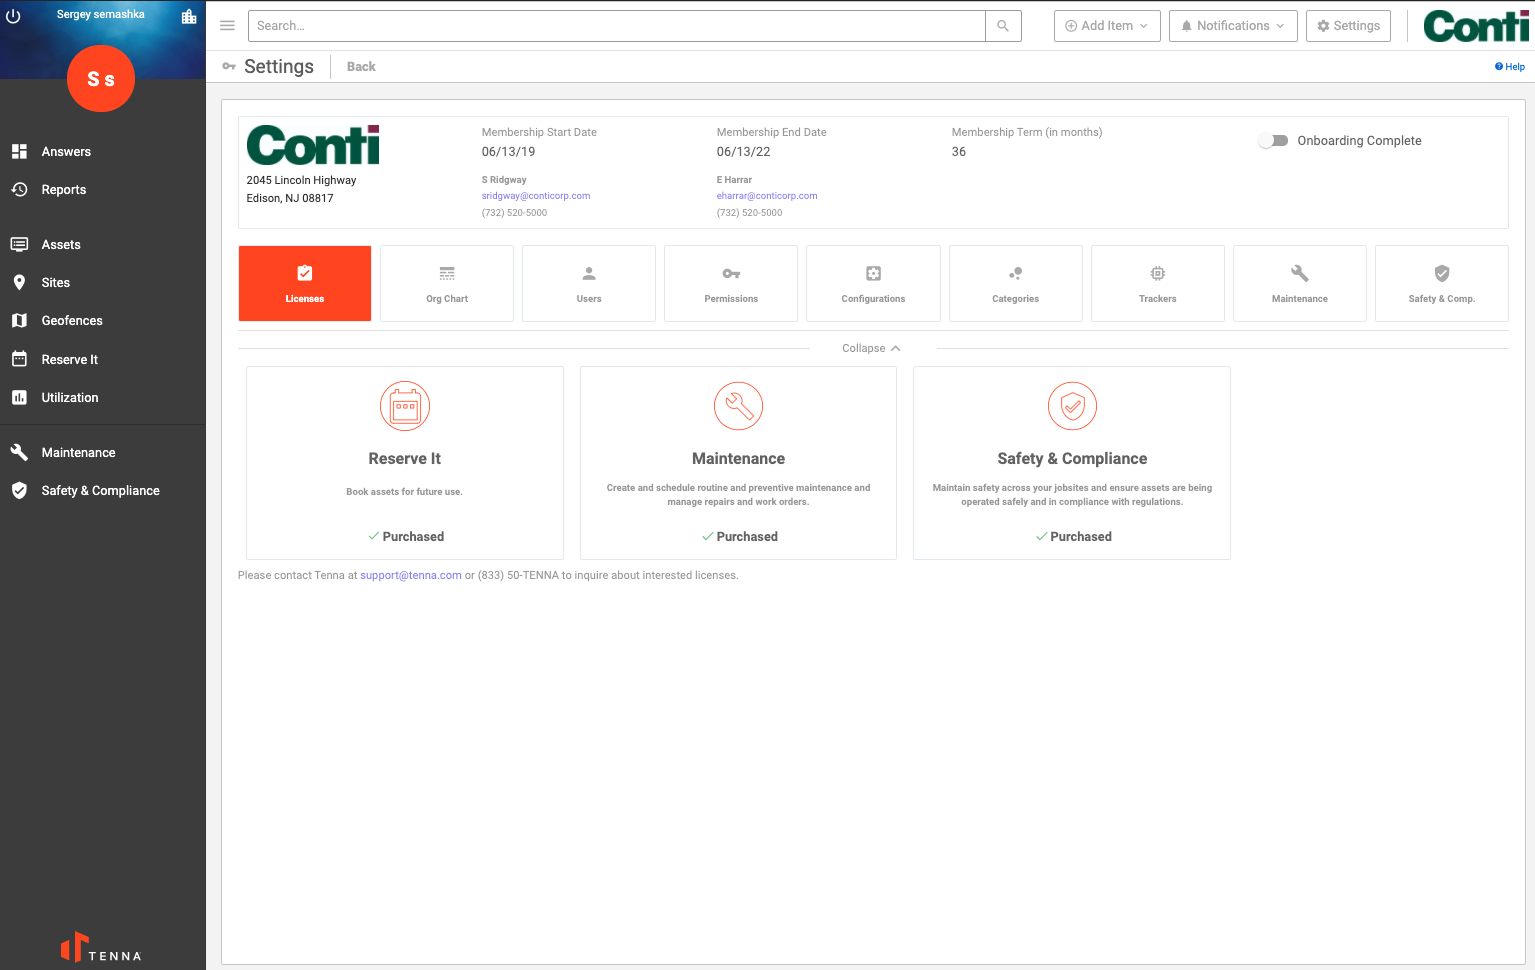 Sergey semashka
S s
Answers
Reports
Assets
Sites
Geofences
Reserve It
Utilization
Maintenance
Safety & Compliance
TENNA
Search...
Add Item
Notifications
Settings
Conti
Settings
Back
Help
Conti
2045 Lincoln Highway
Edison, NJ 08817
Membership Start Date
06/13/19
S Ridgway
sridgway@conticorp.com
(732) 520-5000
Membership End Date
06/13/22
E Harrar
eharrar@conticorp.com
(732) 520-5000
Membership Term (in months)
36
Onboarding Complete
Licenses
Org Chart
Users
Permissions
Configurations
Categories
Trackers
Maintenance
Safety & Comp.
Collapse
Reserve It
Book assets for future use.
Purchased
Maintenance
Create and schedule routine and preventive maintenance and
manage repairs and work orders.
Purchased
Safety & Compliance
Maintain safety across your jobsites and ensure assets are being
operated safely and in compliance with regulations.
Purchased
Please contact Tenna at support@tenna.com or (833) 50-TENNA to inquire about interested licenses.